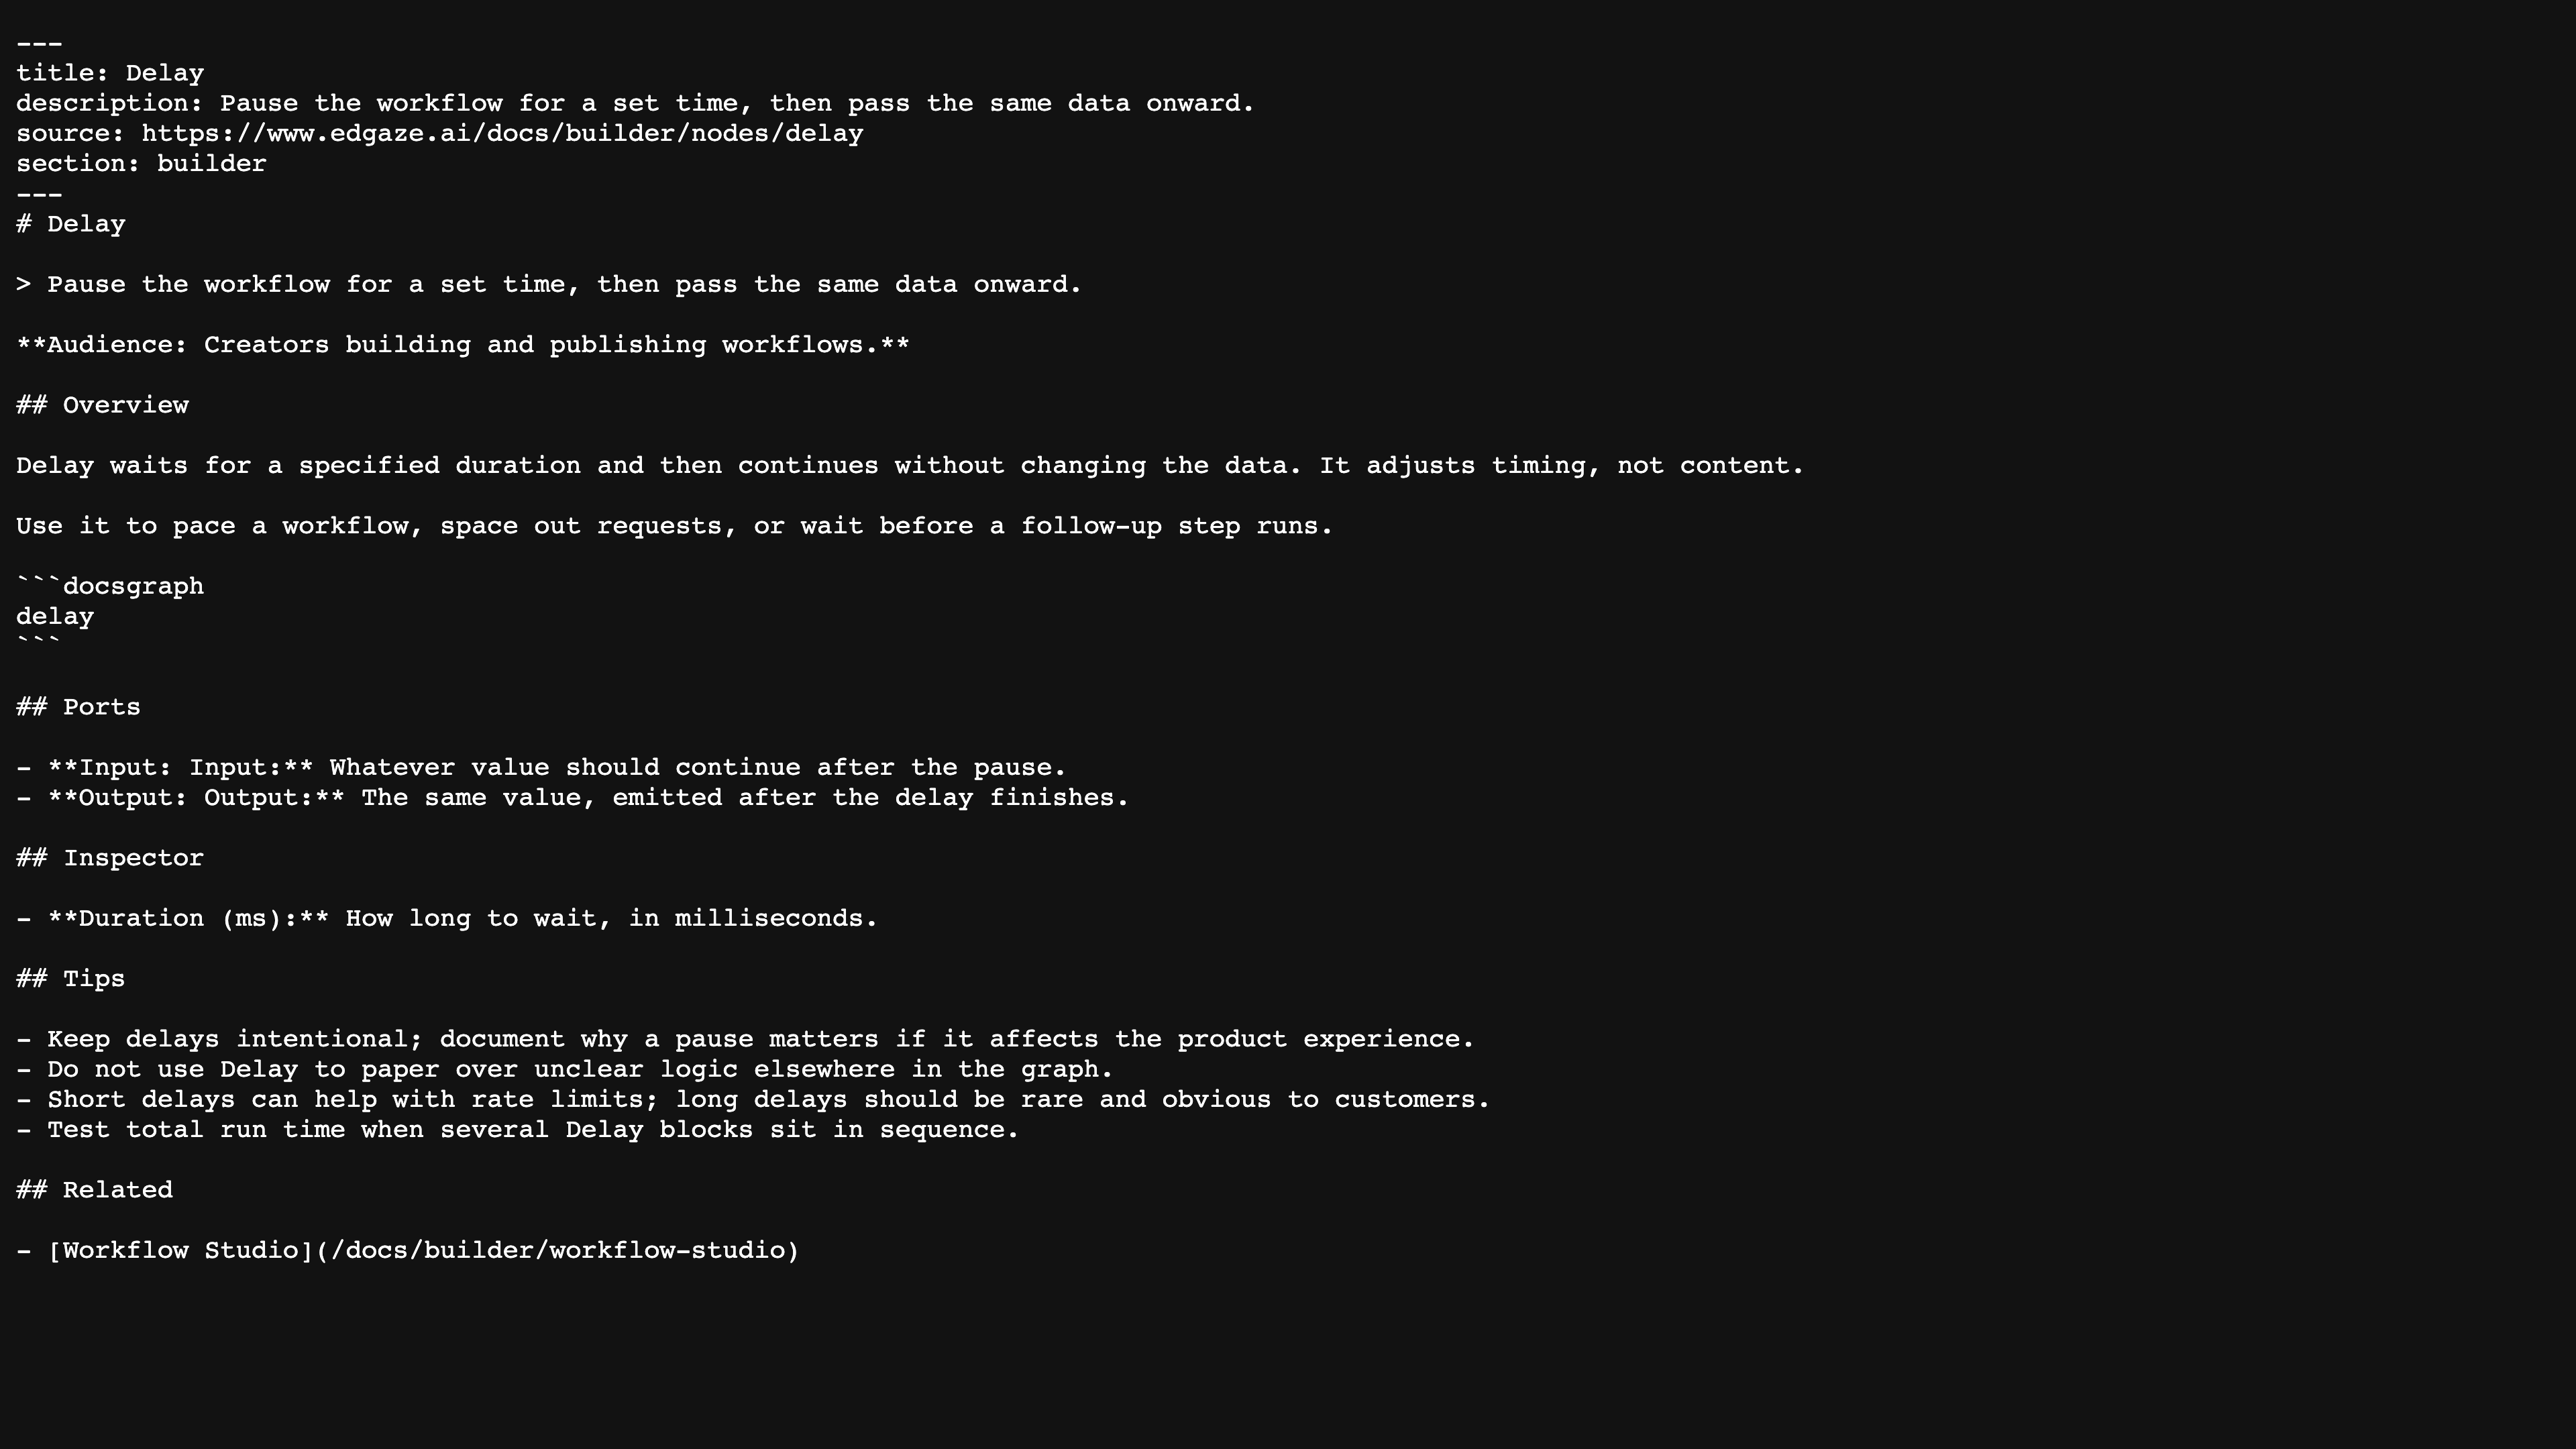 ---
title: Delay
description: Pause the workflow for a set time, then pass the same data onward.
source: https://www.edgaze.ai/docs/builder/nodes/delay
section: builder
---
# Delay
> Pause the workflow for a set time, then pass the same data onward.
**Audience: Creators building and publishing workflows.**
## Overview
Delay waits for a specified duration and then continues without changing the data. It adjusts timing, not content.
Use it to pace a workflow, space out requests, or wait before a follow-up step runs.
```docsgraph
delay
```
## Ports
- **Input: Input:** Whatever value should continue after the pause.
- **Output: Output:** The same value, emitted after the delay finishes.
## Inspector
- **Duration (ms):** How long to wait, in milliseconds.
## Tips
- Keep delays intentional; document why a pause matters if it affects the product experience.
- Do not use Delay to paper over unclear logic elsewhere in the graph.
- Short delays can help with rate limits; long delays should be rare and obvious to customers.
- Test total run time when several Delay blocks sit in sequence.
## Related
- [Workflow Studio](/docs/builder/workflow-studio)